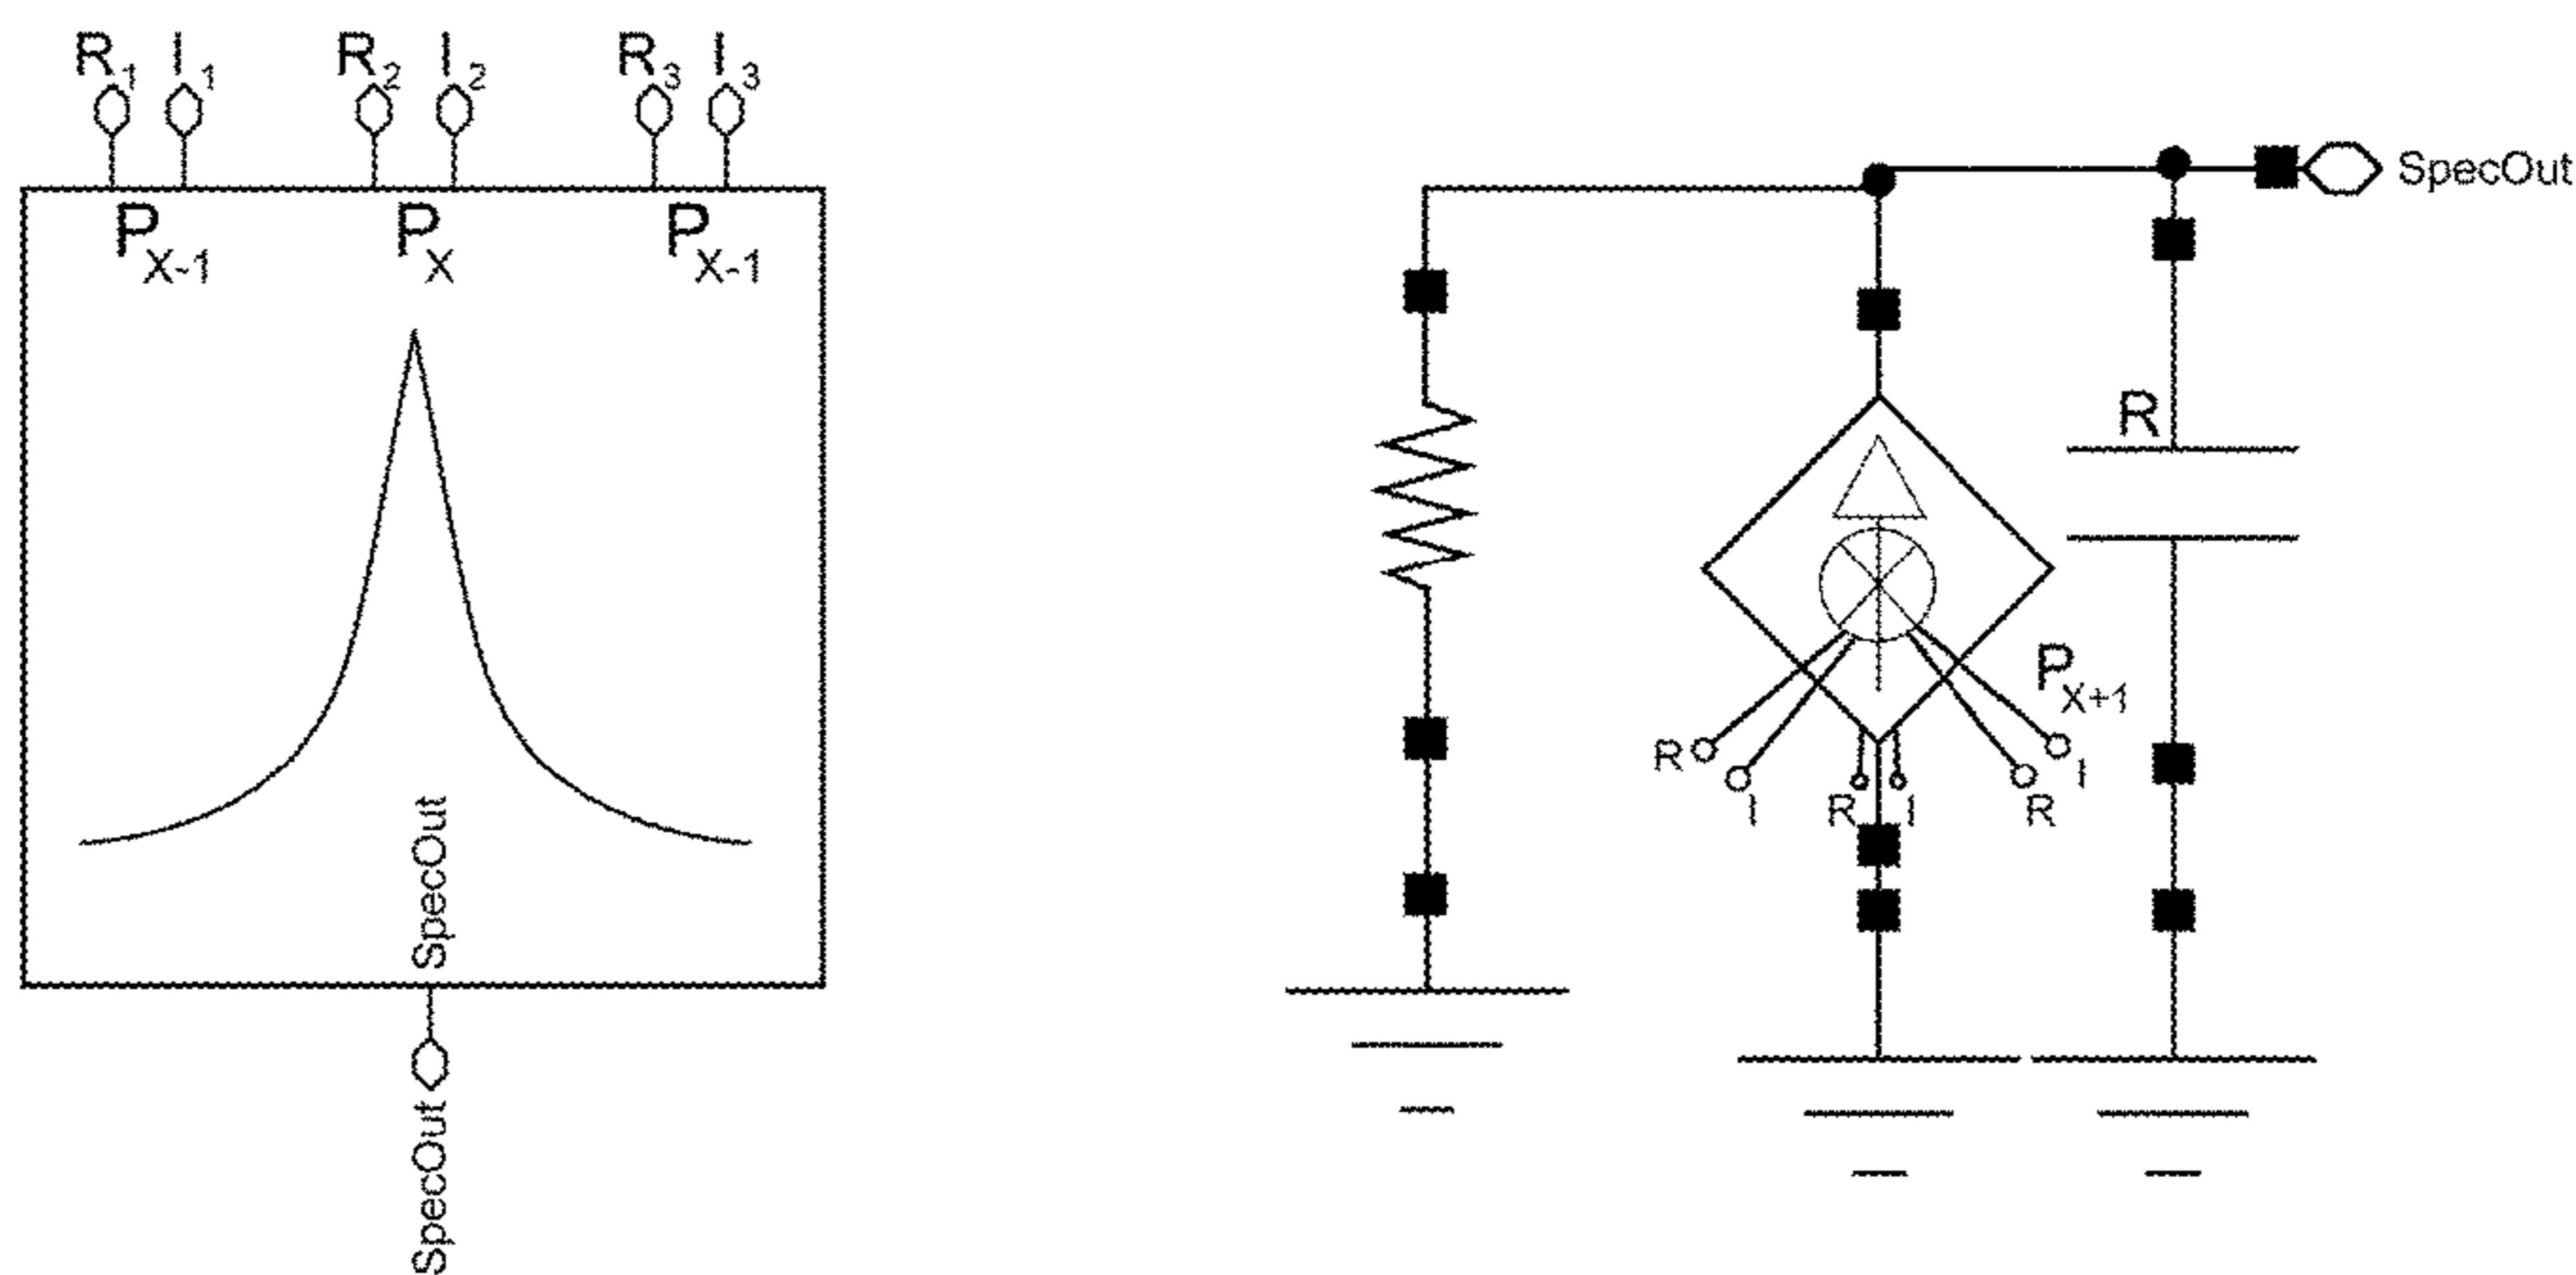 R1 I1 R2 I2 R3 I3
PX-1 PX PX-1
SpecOut
SpecOut
SpecOut
R
PX+1
R I R I R I